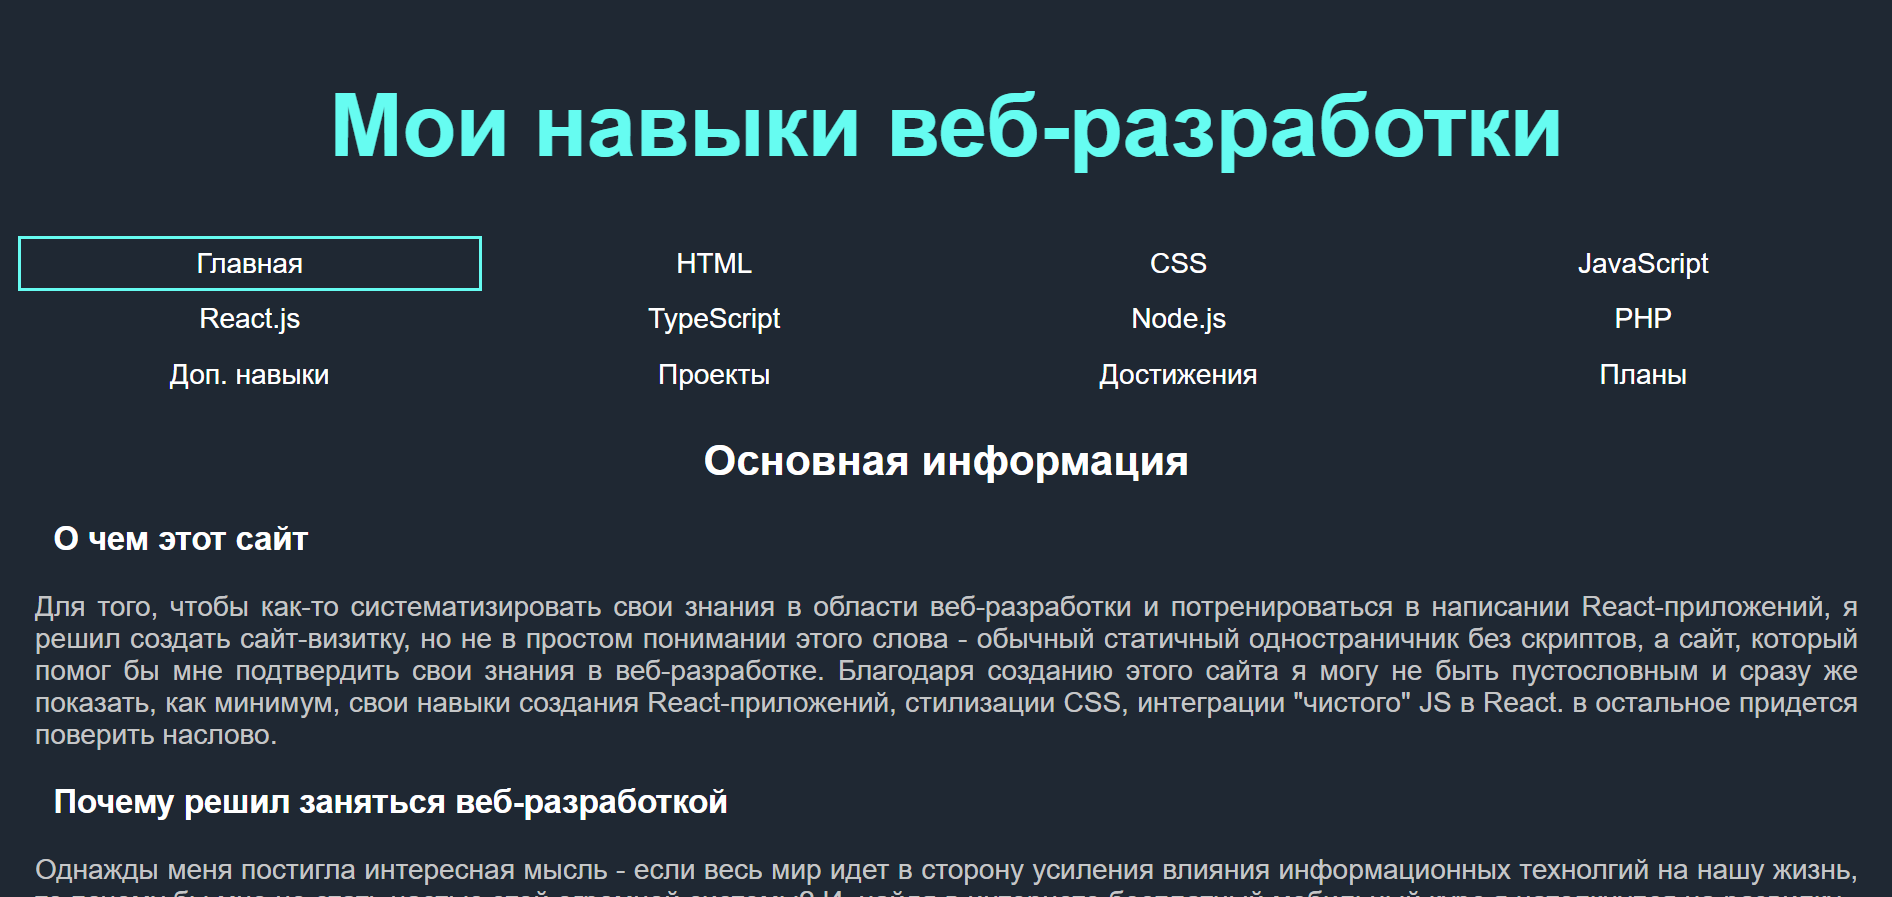 Мои навыки веб-разработки
Главная HTML CSS JavaScript
React.js TypeScript Node.js PHP
Доп. навыки Проекты Достижения Планы
Основная информация
О чем этот сайт
Для того, чтобы как-то систематизировать свои знания в области веб-разработки и потренироваться в написании React-приложений, я
решил создать сайт-визитку, но не в простом понимании этого слова - обычный статичный одностраничник без скриптов, а сайт, который
помог бы мне подтвердить свои знания в веб-разработке. Благодаря созданию этого сайта я могу не быть пустословным и сразу же
показать, как минимум, свои навыки создания React-приложений, стилизации CSS, интеграции "чистого" JS в React. в остальное придется
поверить наслово.
Почему решил заняться веб-разработкой
Однажды меня постигла интересная мысль - если весь мир идет в сторону усиления влияния информационных технолгий на нашу жизнь,